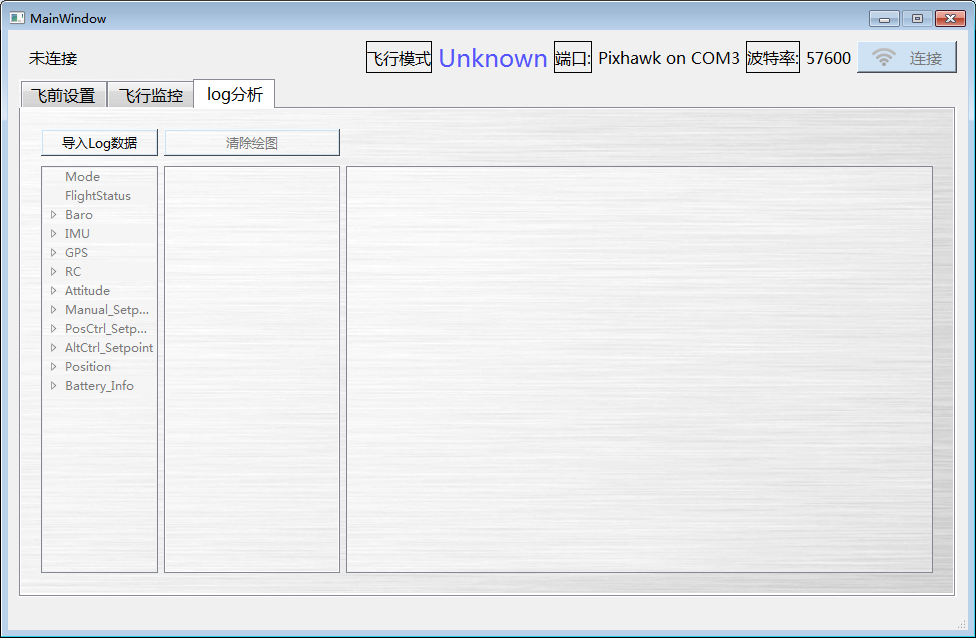 MainWindow
未连接 飞行模式 Unknown 端口: Pixhawk on COM3 波特率: 57600 连接
飞前设置 飞行监控 log分析
导入Log数据 清除绘图
Mode
FlightStatus
Baro
IMU
GPS
RC
Attitude
Manual_Setp...
PosCtrl_Setp...
AltCtrl_Setpoint
Position
Battery_Info